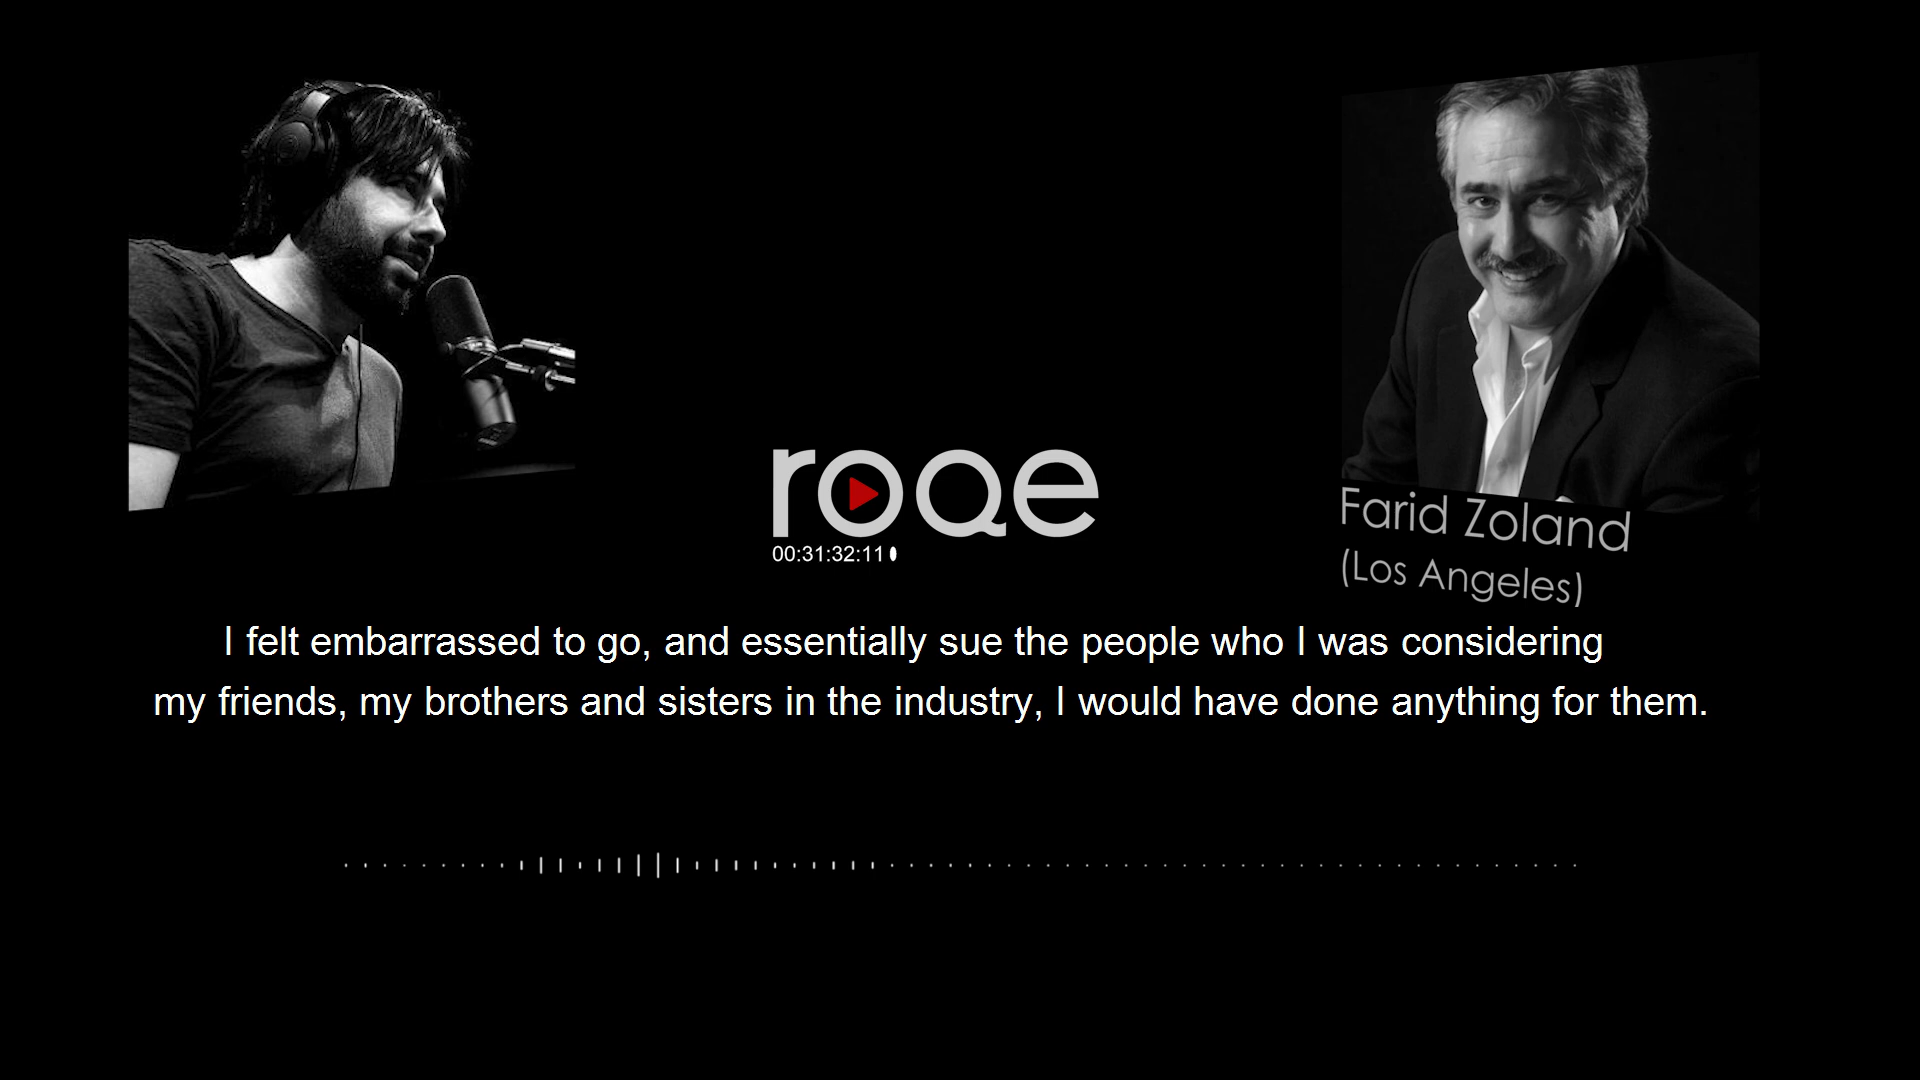 roqe
00:31:32:11
Farid Zoland
(Los Angeles)
I felt embarrassed to go, and essentially sue the people who I was considering
my friends, my brothers and sisters in the industry, I would have done anything for them.